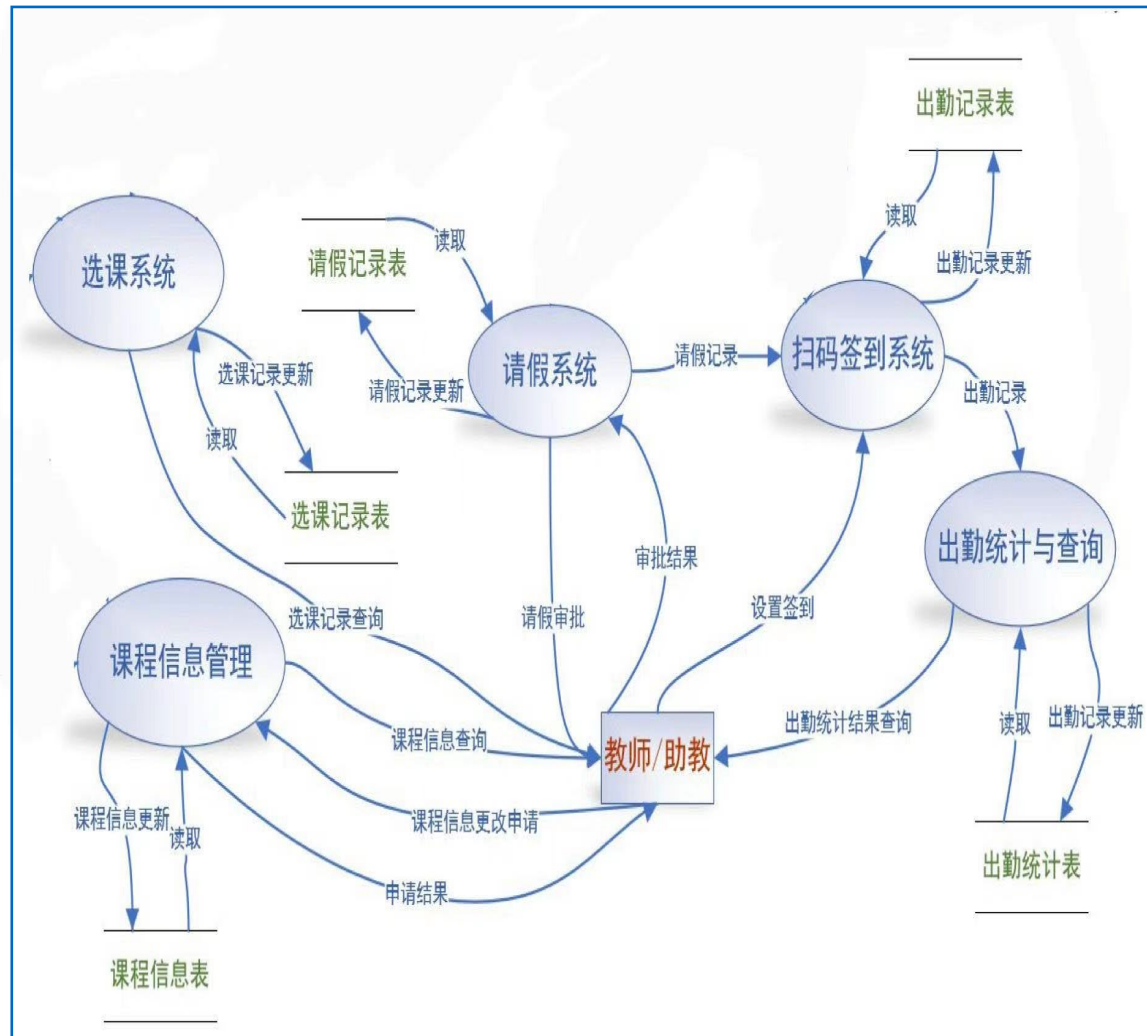 出勤记录表
读取
出勤记录更新
选课系统
请假记录表
读取
请假系统
请假记录
扫码签到系统
请假记录更新
选课记录更新
读取
出勤记录
选课记录表
出勤统计与查询
审批结果
设置签到
请假审批
选课记录查询
课程信息管理
课程信息查询
教师/助教
出勤统计结果查询
读取
出勤记录更新
课程信息更新
读取
课程信息更改申请
申请结果
出勤统计表
课程信息表